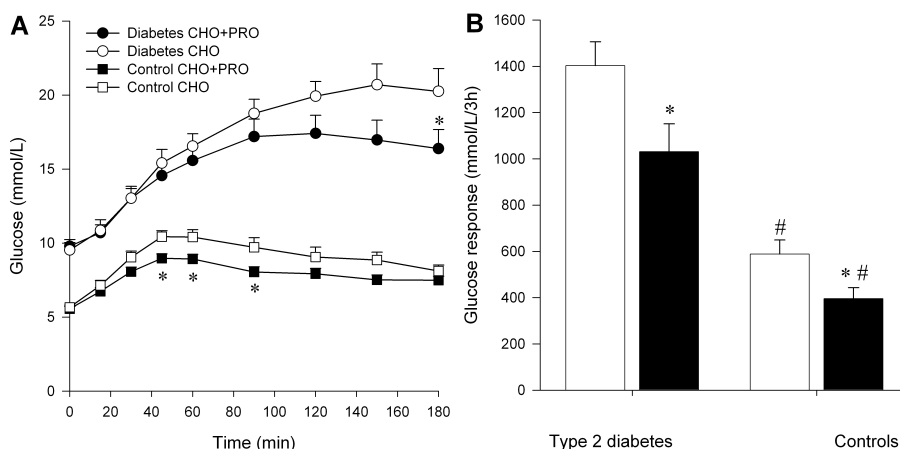 A
Glucose (mmol/L)
25
20
15
10
5
0
Diabetes CHO+PRO
Diabetes CHO
Control CHO+PRO
Control CHO
*
* * *
0 20 40 60 80 100 120 140 160 180
Time (min)
B
Glucose response (mmol/L/3h)
1600
1400
1200
1000
800
600
400
200
0
*
#
* #
Type 2 diabetes Controls